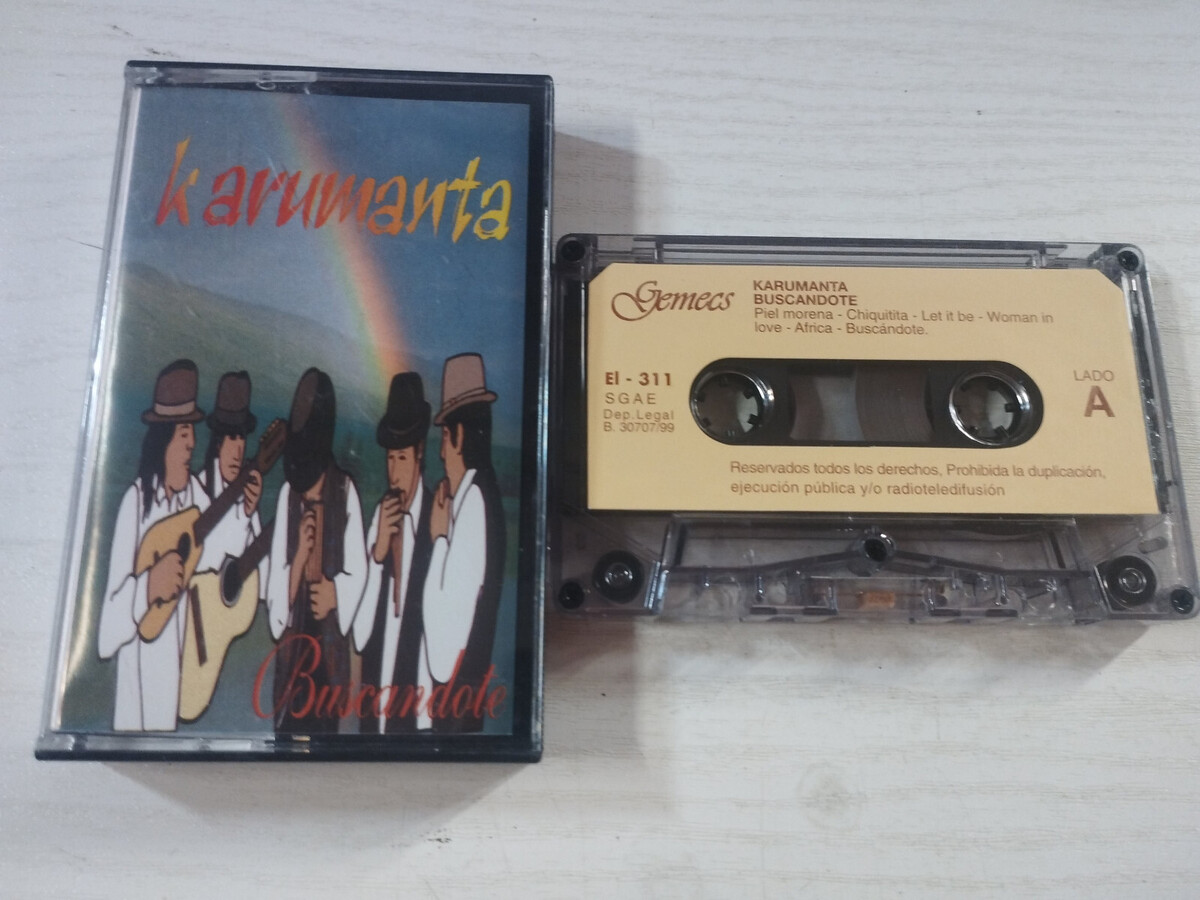 karumanta
Buscandote
Gemecs
KARUMANTA
BUSCANDOTE
Piel morena - Chiquitita - Let it be - Woman in
love - Africa - Buscándote.
El - 311
SGAE
Dep. Legal
B. 30707/99
LADO
A
Reservados todos los derechos, Prohibida la duplicación,
ejecución pública y/o radioteledifusión